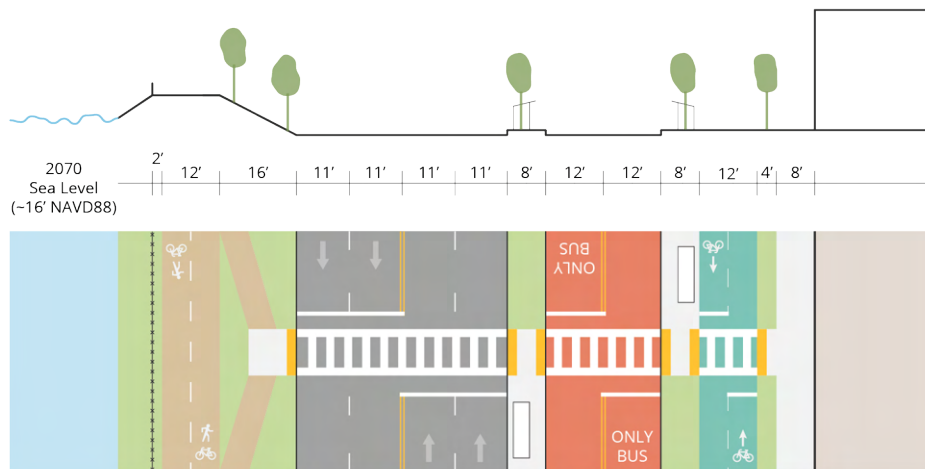 2070
Sea Level
(~16’ NAVD88)
2’
12’ 16’ 11’ 11’ 11’ 11’ 8’ 12’ 12’ 8’ 12’ 4’ 8’
ONLY
BUS
ONLY
BUS